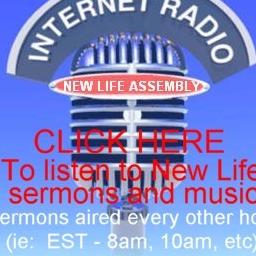 INTERNET RADIO
NEW LIFE ASSEMBLY
CLICK HERE
To listen to New Life
sermons and music
sermons aired every other ho
(ie: EST - 8am, 10am, etc)